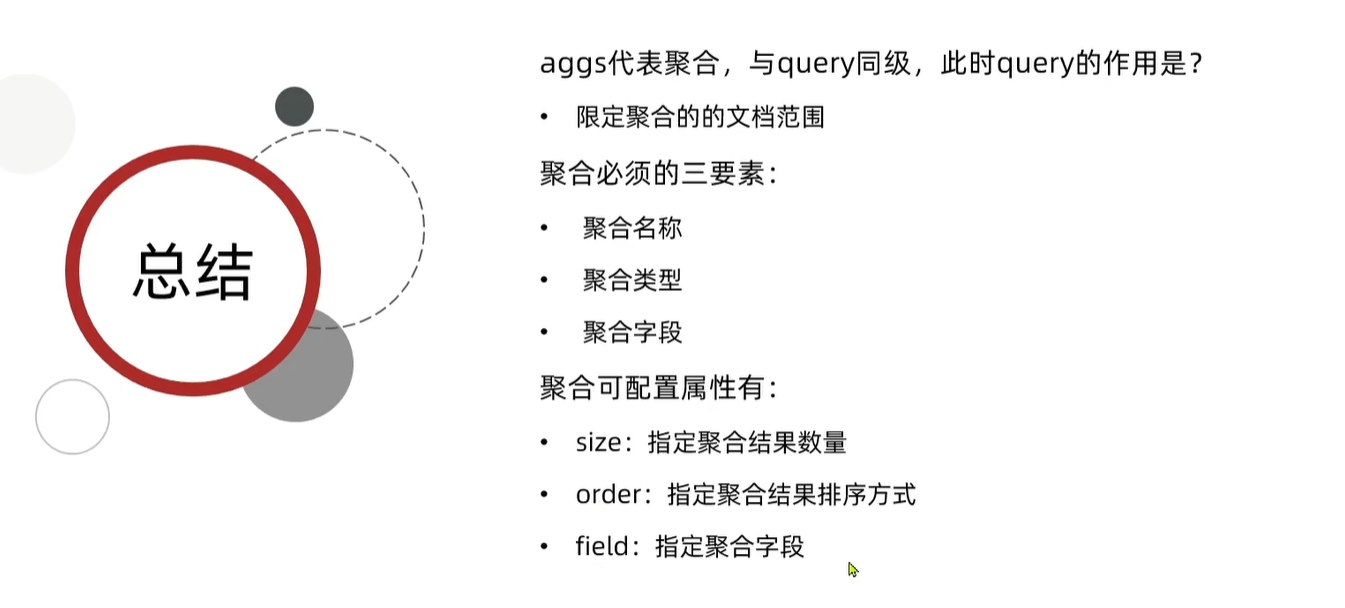 总结
aggs代表聚合，与query同级，此时query的作用是？
• 限定聚合的的文档范围
聚合必须的三要素：
• 聚合名称
• 聚合类型
• 聚合字段
聚合可配置属性有：
• size：指定聚合结果数量
• order：指定聚合结果排序方式
• field：指定聚合字段